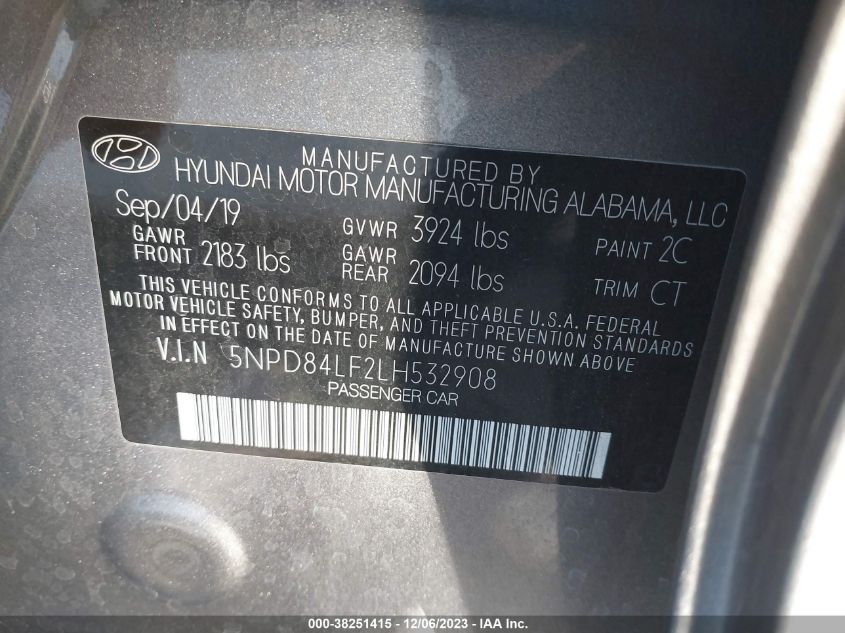 MANUFACTURED BY
HYUNDAI MOTOR MANUFACTURING ALABAMA, LLC
Sep/04/19 GVWR 3924 lbs PAINT 2C
GAWR FRONT 2183 lbs GAWR REAR 2094 lbs TRIM CT
THIS VEHICLE CONFORMS TO ALL APPLICABLE U.S.A. FEDERAL
MOTOR VEHICLE SAFETY, BUMPER, AND THEFT PREVENTION STANDARDS
IN EFFECT ON THE DATE OF MANUFACTURE SHOWN ABOVE
V.I.N 5NPD84LF2LH532908
PASSENGER CAR
000-38251415 - 12/06/2023 - IAA Inc.